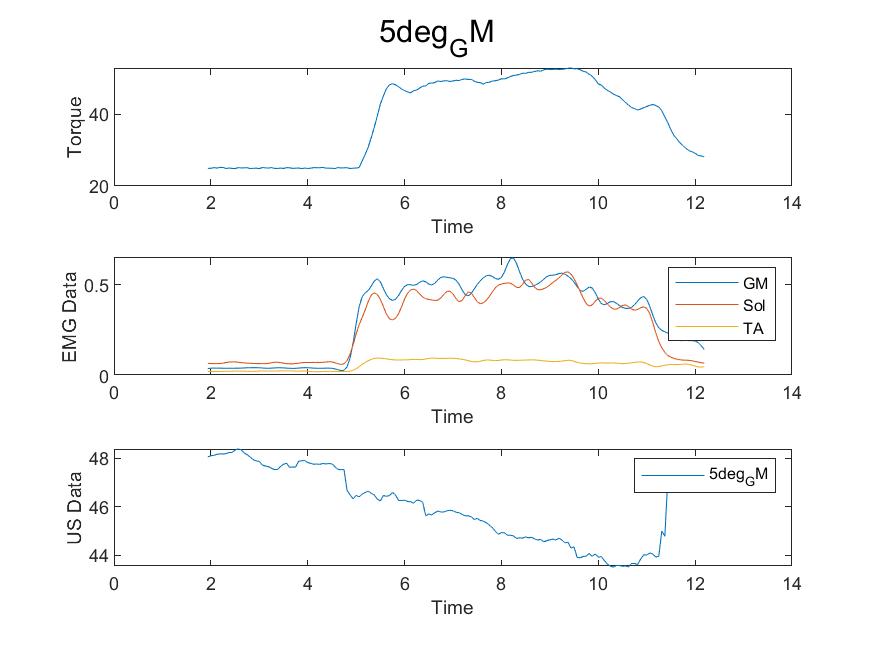 5deg_GM
40
20
Torque
0 2 4 6 8 10 12 14
Time
0.5
0
EMG Data
GM
Sol
TA
0 2 4 6 8 10 12 14
Time
48
46
44
US Data
5deg_GM
0 2 4 6 8 10 12 14
Time